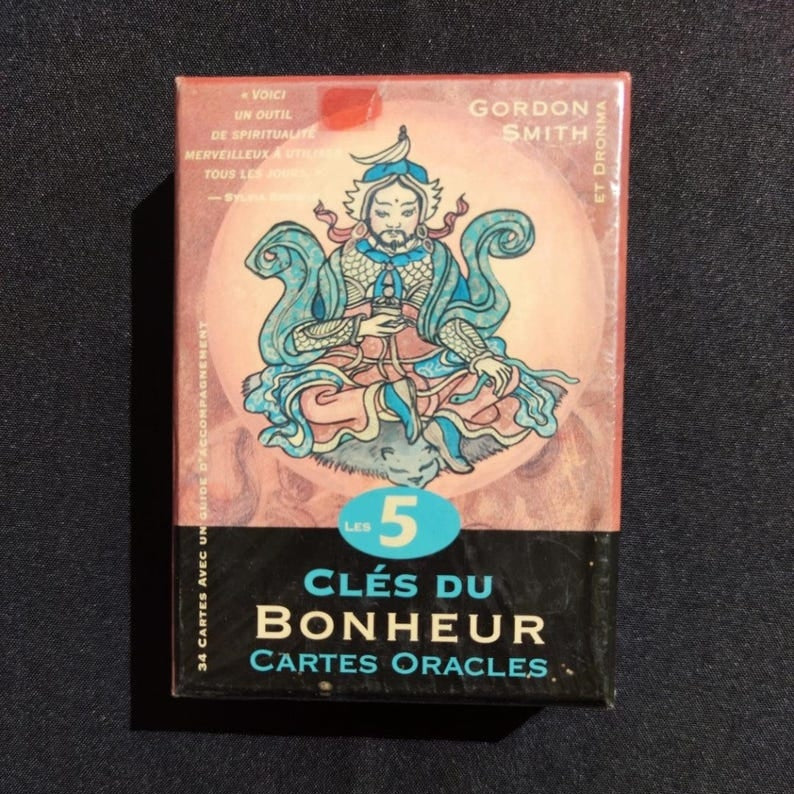 « VOICI
UN OUTIL
DE SPIRITUALITÉ
MERVEILLEUX À UTILISER
TOUS LES JOURS. »
— SYLVIA
GORDON
SMITH
ET DRONMA
34 CARTES AVEC UN GUIDE D'ACCOMPAGNEMENT
LES 5
CLÉS DU
BONHEUR
CARTES ORACLES